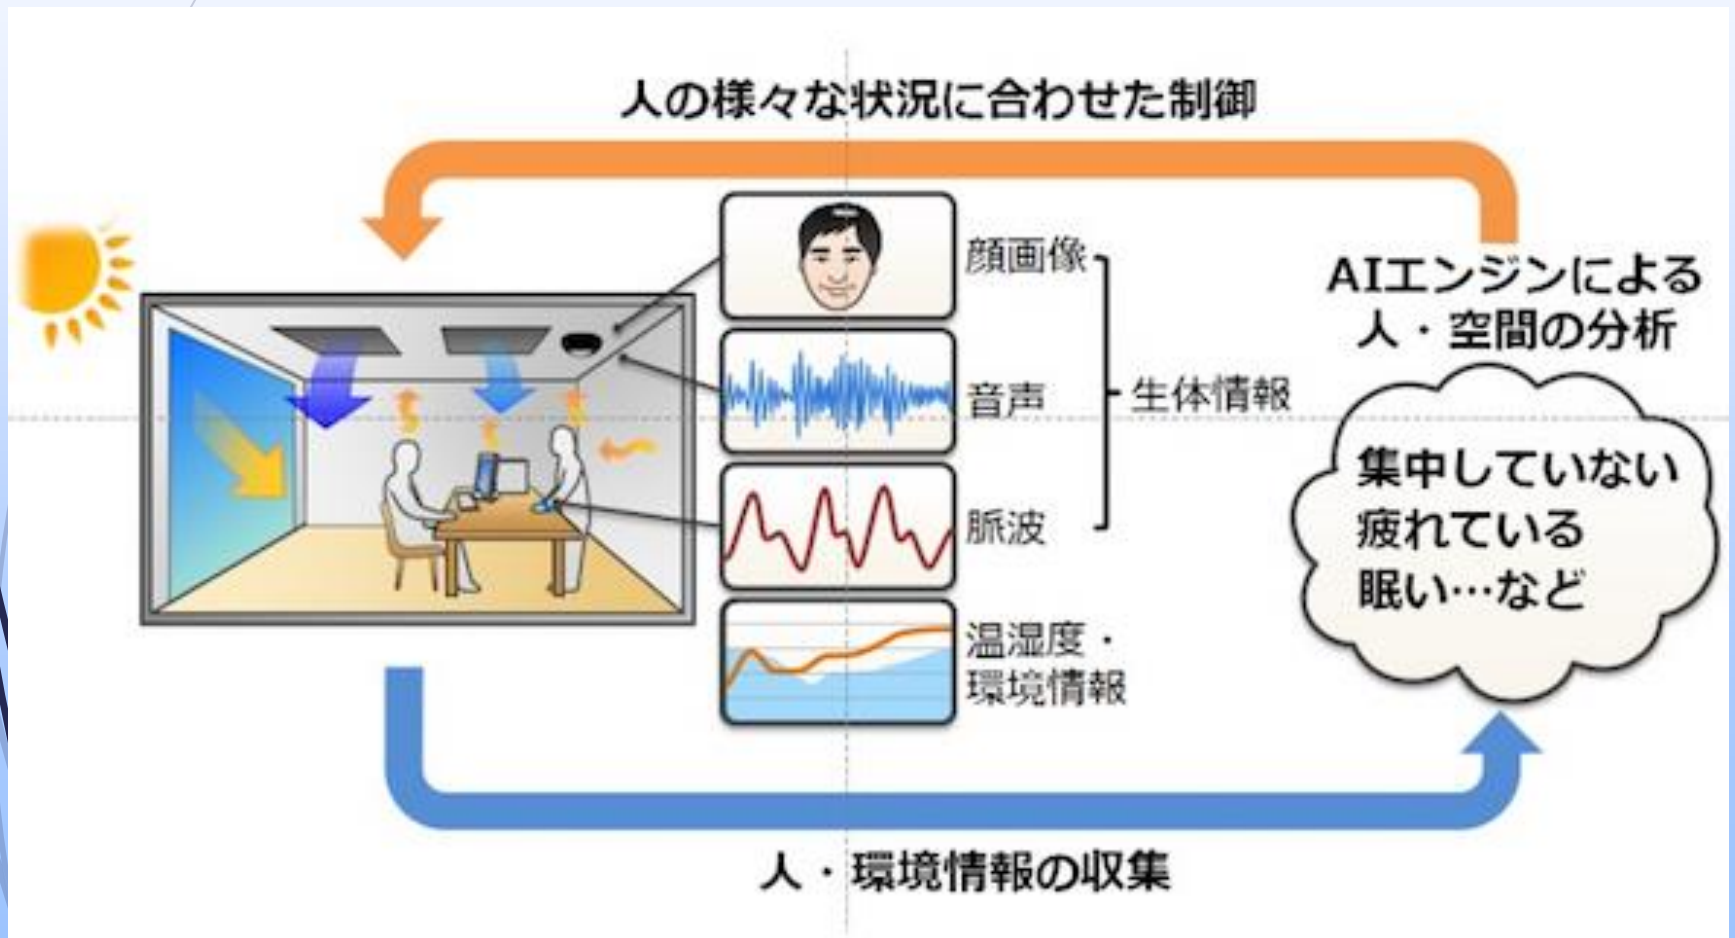 人の様々な状況に合わせた制御
顔画像
音声
脈波
生体情報
温湿度・
環境情報
AIエンジンによる
人・空間の分析
集中していない
疲れている
眠い…など
人・環境情報の収集